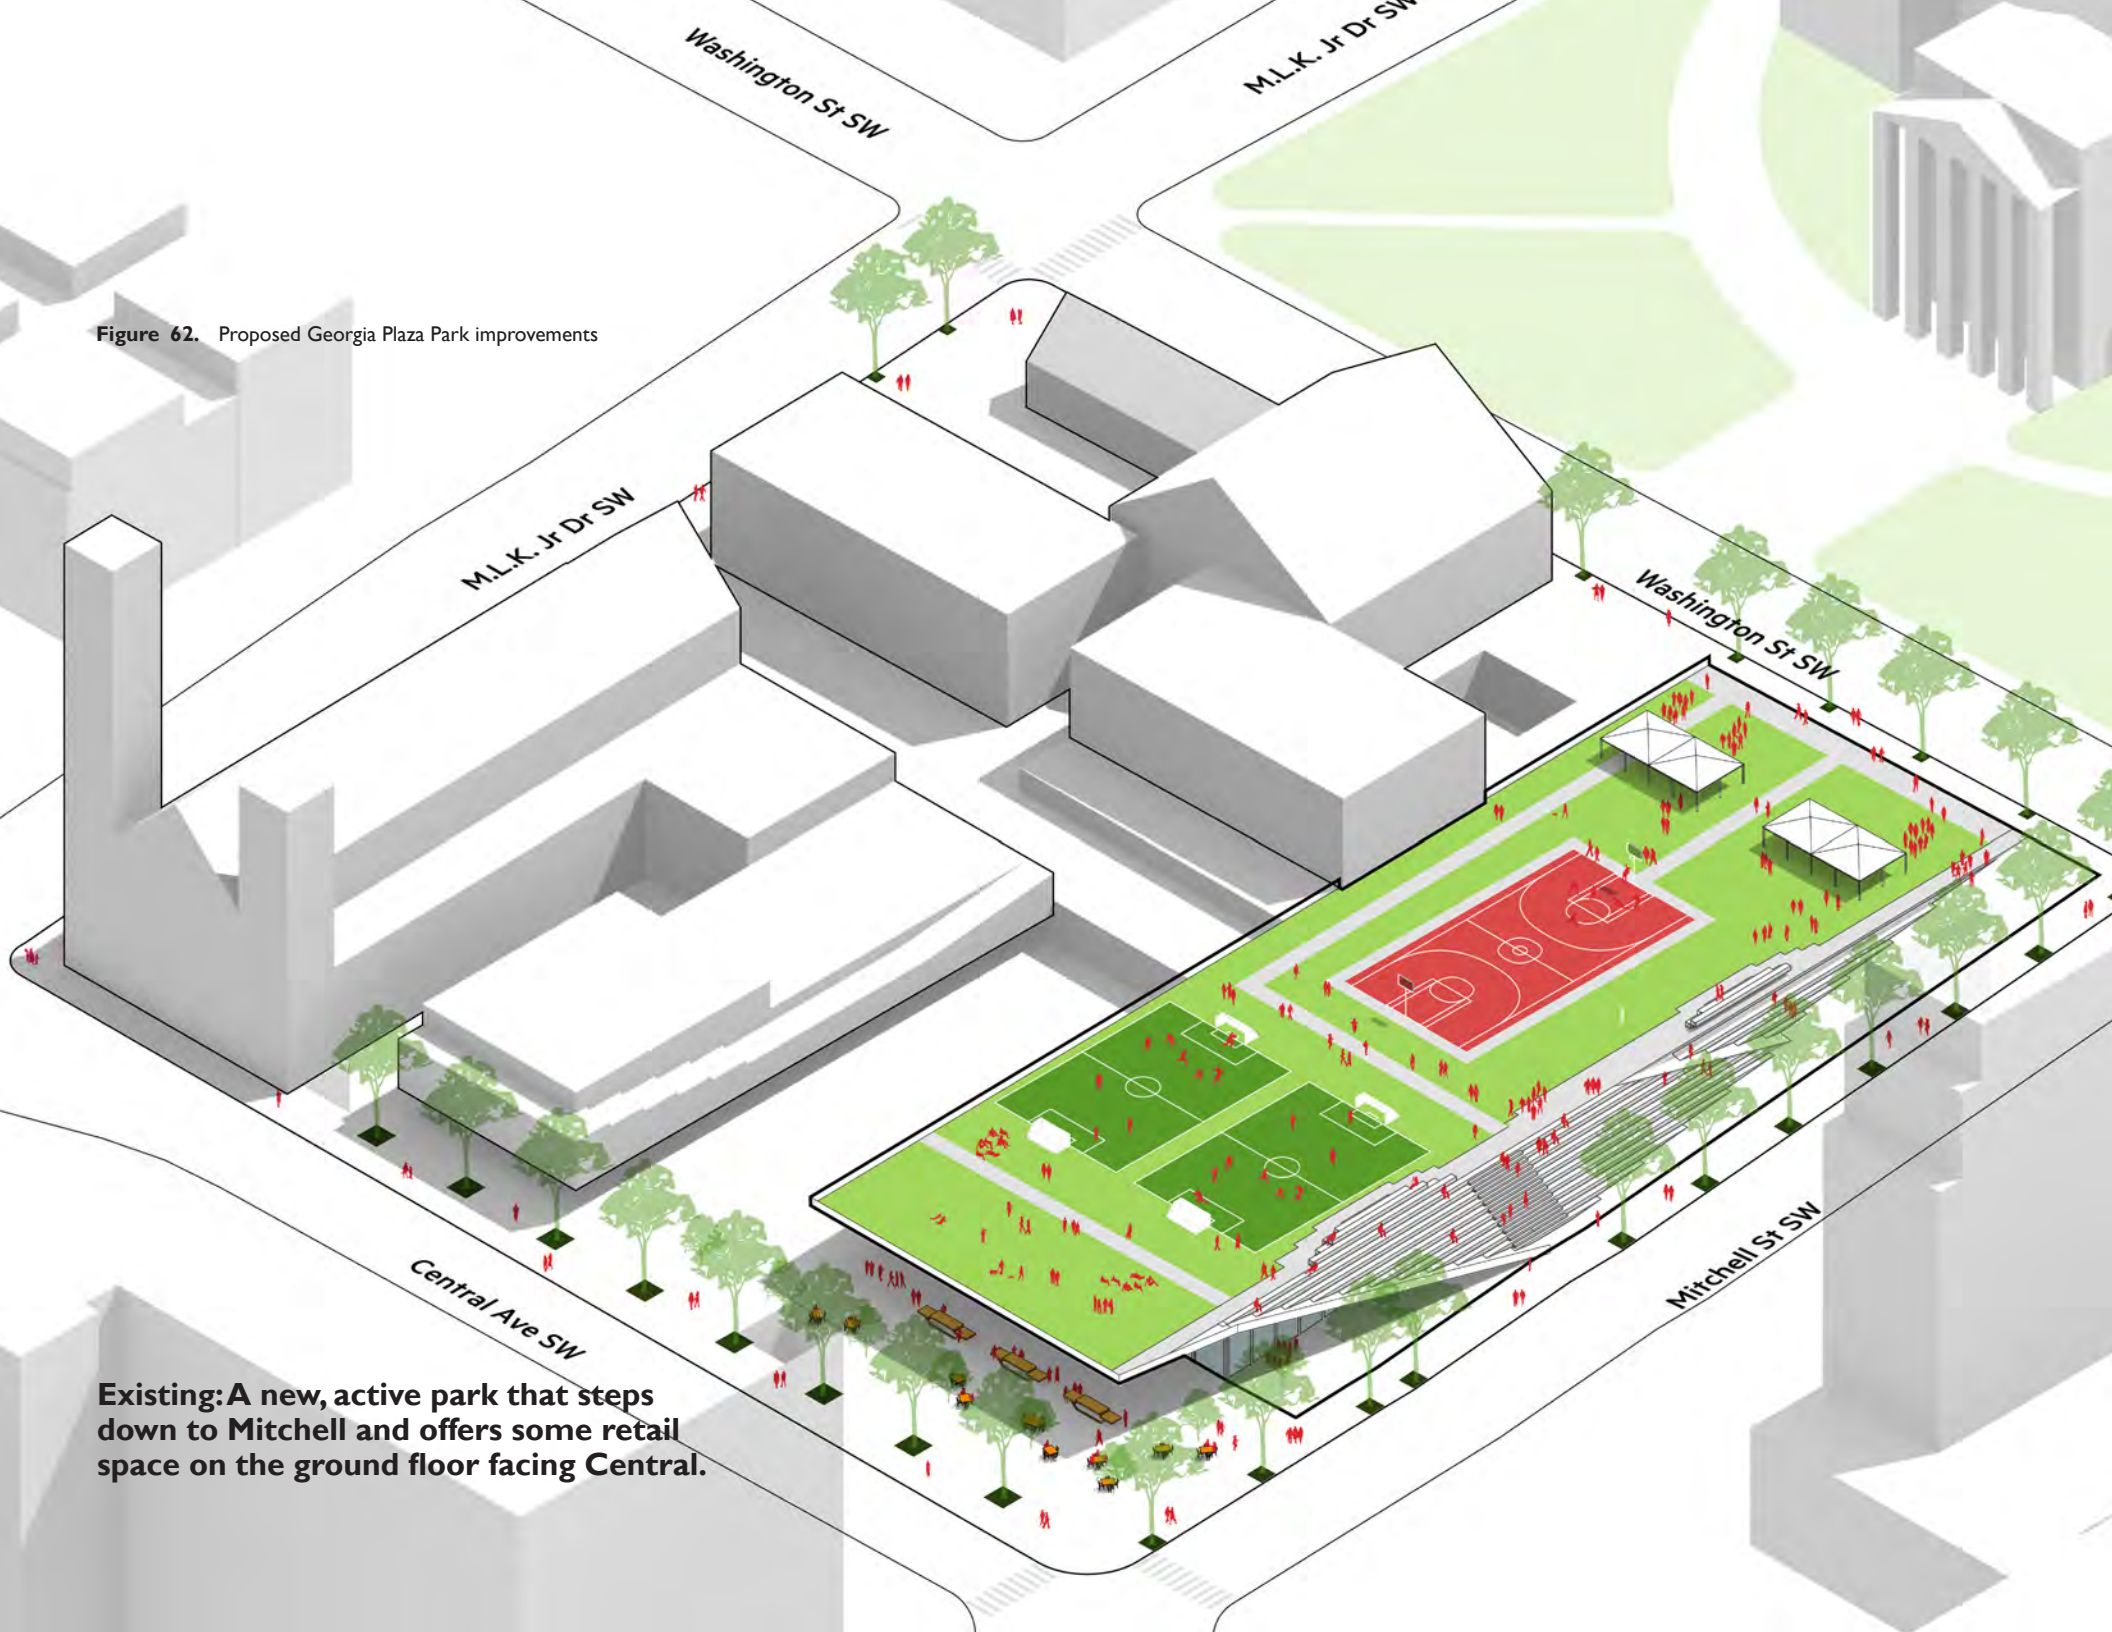 Washington St SW
M.L.K. Jr Dr SW
Figure 62. Proposed Georgia Plaza Park improvements
M.L.K. Jr Dr SW
Washington St SW
Mitchell St SW
Central Ave SW
Existing: A new, active park that steps
down to Mitchell and offers some retail
space on the ground floor facing Central.